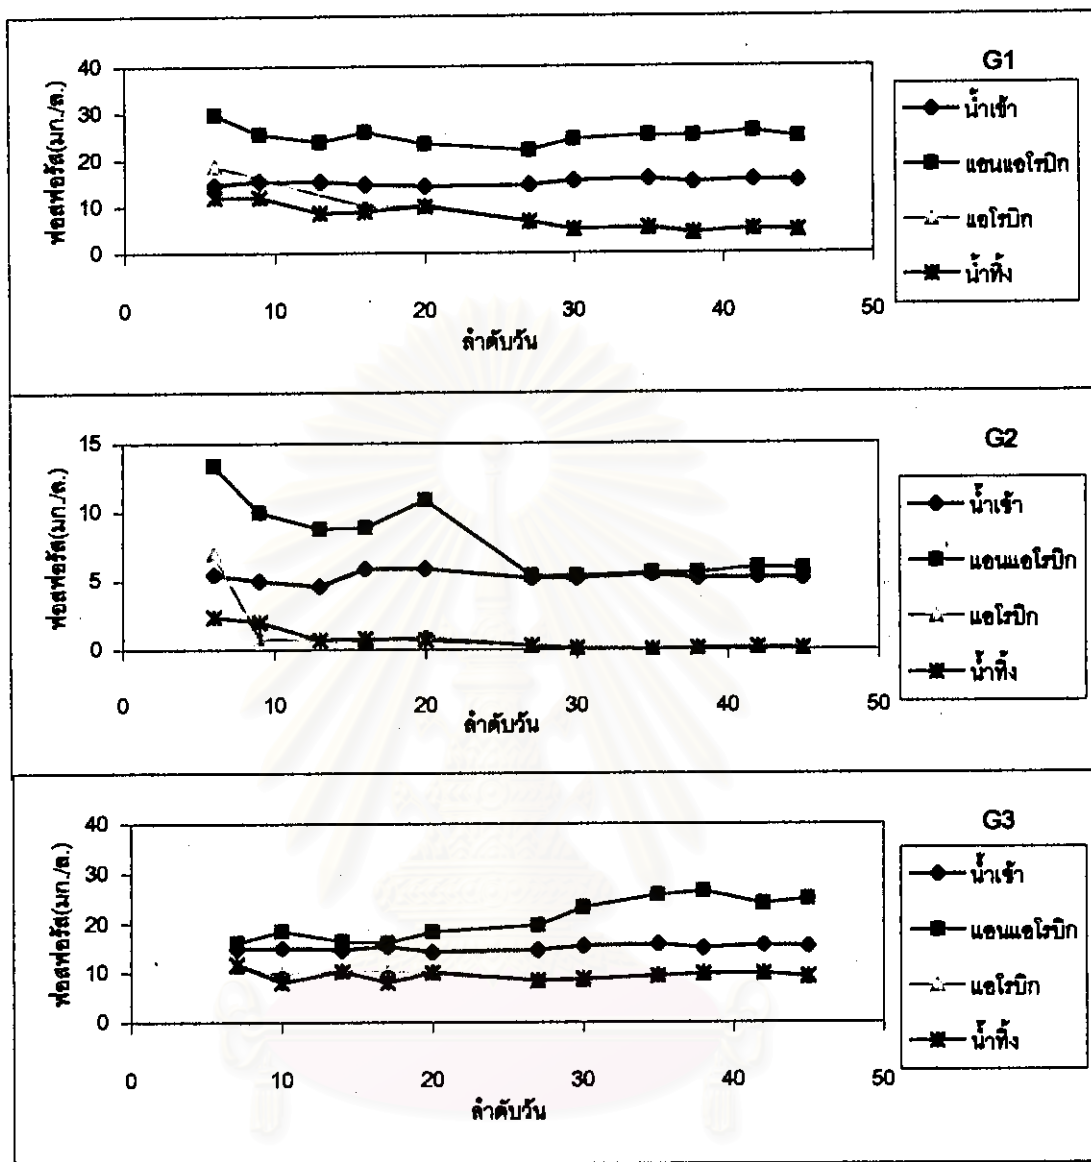 G1
ฟอสฟอรัส(มก./ล.)
40
30
20
10
0
0 10 20 30 40 50
ลำดับวัน
น้ำเข้า
แอนแอโรบิก
แอโรบิก
น้ำทิ้ง
G2
ฟอสฟอรัส(มก./ล.)
15
10
5
0
0 10 20 30 40 50
ลำดับวัน
น้ำเข้า
แอนแอโรบิก
แอโรบิก
น้ำทิ้ง
G3
ฟอสฟอรัส(มก./ล.)
40
30
20
10
0
0 10 20 30 40 50
ลำดับวัน
น้ำเข้า
แอนแอโรบิก
แอโรบิก
น้ำทิ้ง